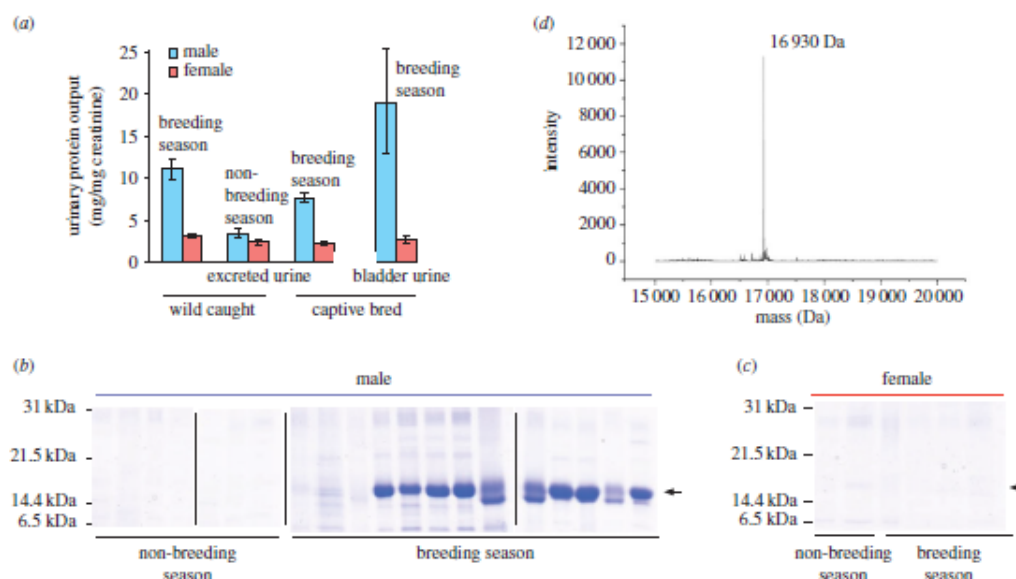 (a)
25
20
15
10
5
0
urinary protein output
(mg/mg creatinine)
male
female
breeding
season
non-
breeding
season
breeding
season
breeding
season
excreted urine
bladder urine
wild caught
captive bred
(d)
12 000
10 000
8000
6000
4000
2000
0
intensity
16 930 Da
15 000 16 000 17 000 18 000 19 000 20 000
mass (Da)
(b)
male
31 kDa
21.5 kDa
14.4 kDa
6.5 kDa
non-breeding
season
breeding season
(c)
female
31 kDa
21.5 kDa
14.4 kDa
6.5 kDa
non-breeding
season
breeding
season